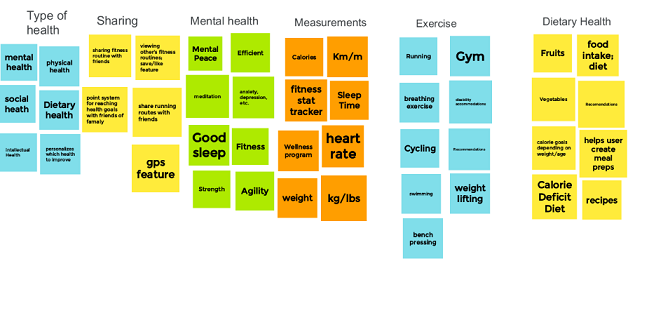 Type of
health
Sharing
Mental health
Measurements
Exercise
Dietary Health
mental
health
physical
health
social
heath
Dietary
health
Intellectual
Health
personalize
which health
to improve
sharing fitness
routine with
friends
viewing
other's fitness
routines;
save/like
feature
point system
for reaching
health goals
with friends of
famely
share running
routes with
friends
gps
feature
Mental
Peace
Efficient
meditation
anxiety,
depression,
etc.
Good
sleep
Fitness
Strength
Agility
Calories
Km/m
fitness
stat
tracker
Sleep
Time
Wellness
program
heart
rate
weight
kg/lbs
Running
Gym
breathing
exercise
disability
accommodations
Cycling
Recommendations
swimming
weight
lifting
bench
pressing
Fruits
food
intake;
diet
Vegetables
Recomendations
calorie goals
depending on
weight/age
helps user
create
meal
preps
Calorie
Deficit
Diet
recipes